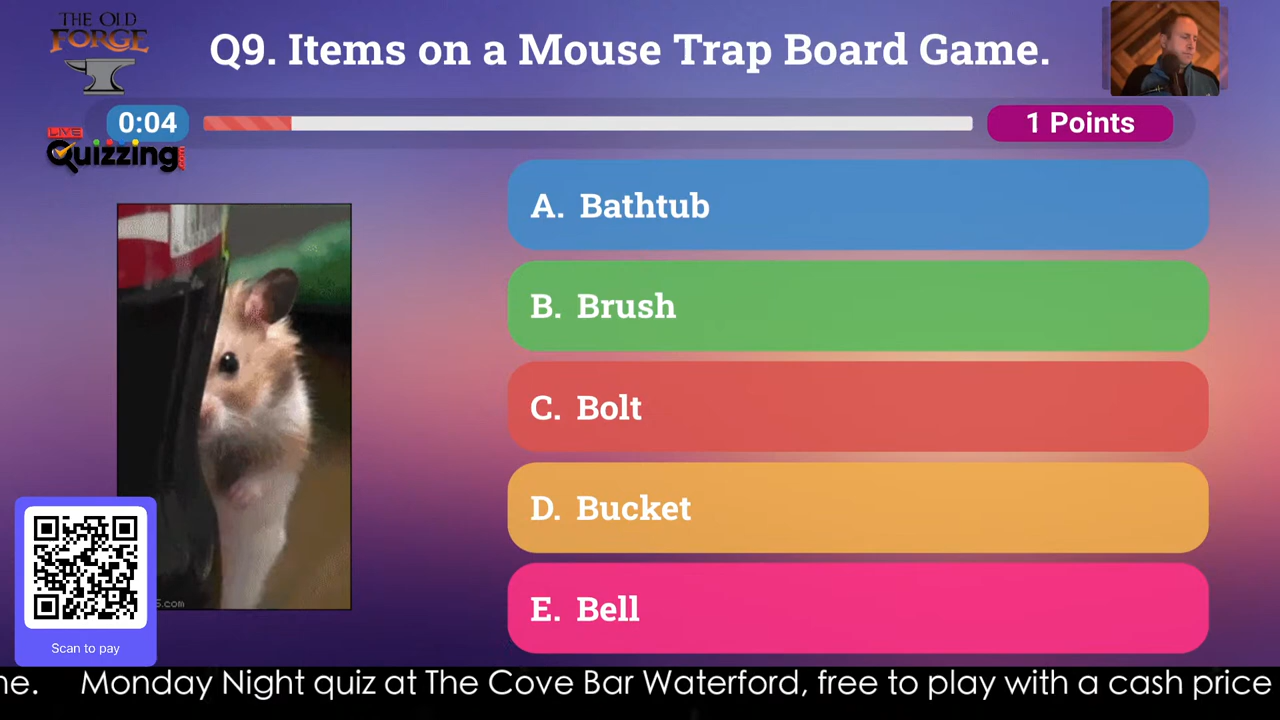 THE OLD
FORGE
Q9. Items on a Mouse Trap Board Game.
0:04
1 Points
LIVE
Quizzing
.com
A. Bathtub
B. Brush
C. Bolt
D. Bucket
E. Bell
Scan to pay
.com
ne. Monday Night quiz at The Cove Bar Waterford, free to play with a cash price